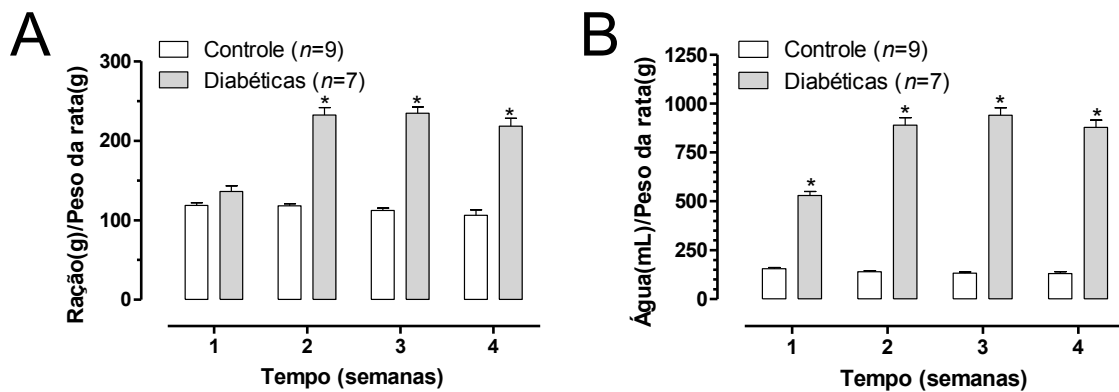 A
Controle (n=9)
Diabéticas (n=7)
Ração(g)/Peso da rata(g)
300
200
100
0
* * *
1 2 3 4
Tempo (semanas)
B
Controle (n=9)
Diabéticas (n=7)
Água(mL)/Peso da rata(g)
1250
1000
750
500
250
0
* * * *
1 2 3 4
Tempo (semanas)